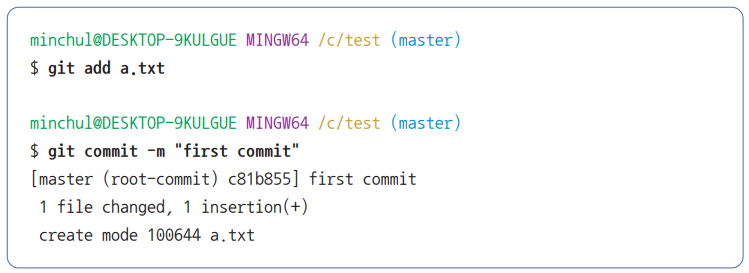 minchul@DESKTOP-9KULGUE MINGW64 /c/test (master)
$ git add a.txt
minchul@DESKTOP-9KULGUE MINGW64 /c/test (master)
$ git commit -m "first commit"
[master (root-commit) c81b855] first commit
 1 file changed, 1 insertion(+)
 create mode 100644 a.txt